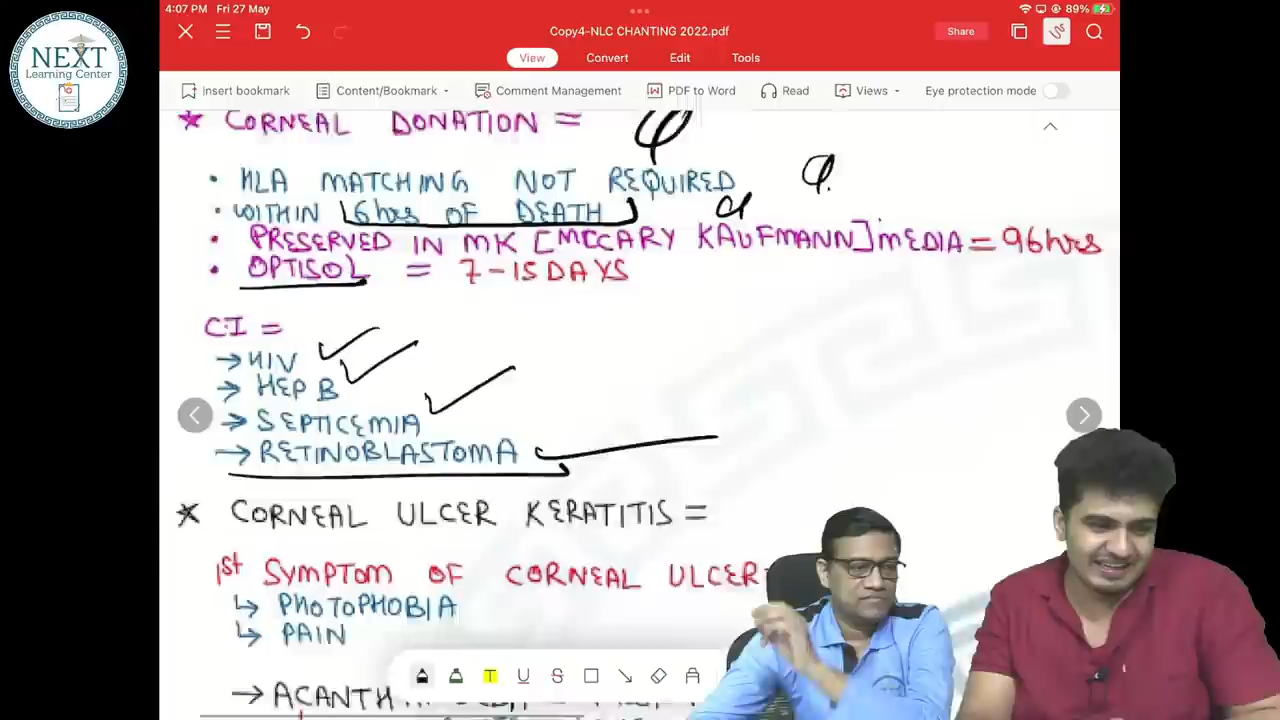 4:07 PM Fri 27 May
89%
NEXT
Learning Center
Copy4-NLC CHANTING 2022.pdf
Share
View Convert Edit Tools
Insert bookmark Content/Bookmark Comment Management PDF to Word Read Views Eye protection mode
★ CORNEAL DONATION =
• HLA MATCHING NOT REQUIRED
• WITHIN 6hrs OF DEATH
• PRESERVED IN MK [MCCARY KAUFMANN] MEDIA = 96hrs
• OPTISOL = 7-15 DAYS
CI =
→ HIV
→ HEP B
→ SEPTICEMIA
→ RETINOBLASTOMA
★ CORNEAL ULCER KERATITIS =
1st SYMPTOM OF CORNEAL ULCER
↳ PHOTOPHOBIA
↳ PAIN